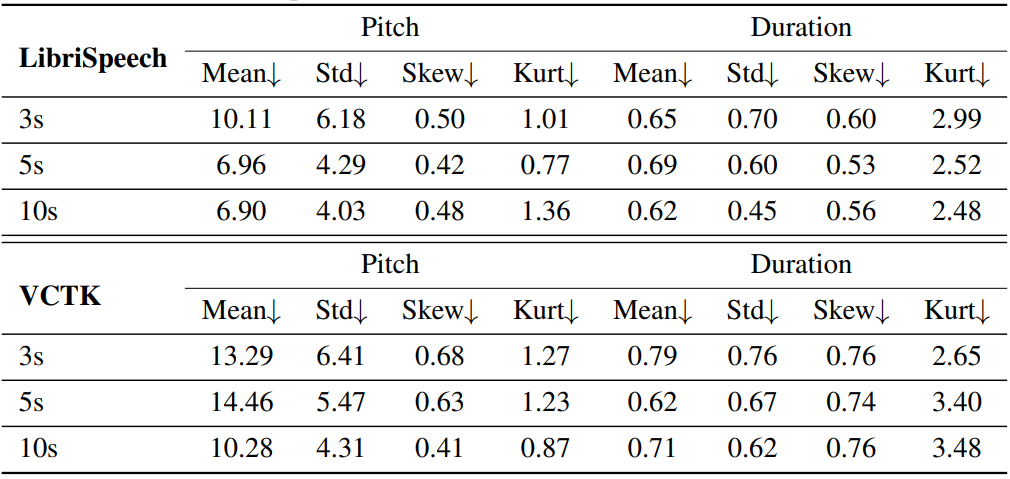 Pitch Duration
LibriSpeech
Mean↓ Std↓ Skew↓ Kurt↓ Mean↓ Std↓ Skew↓ Kurt↓
3s 10.11 6.18 0.50 1.01 0.65 0.70 0.60 2.99
5s 6.96 4.29 0.42 0.77 0.69 0.60 0.53 2.52
10s 6.90 4.03 0.48 1.36 0.62 0.45 0.56 2.48
Pitch Duration
VCTK
Mean↓ Std↓ Skew↓ Kurt↓ Mean↓ Std↓ Skew↓ Kurt↓
3s 13.29 6.41 0.68 1.27 0.79 0.76 0.76 2.65
5s 14.46 5.47 0.63 1.23 0.62 0.67 0.74 3.40
10s 10.28 4.31 0.41 0.87 0.71 0.62 0.76 3.48